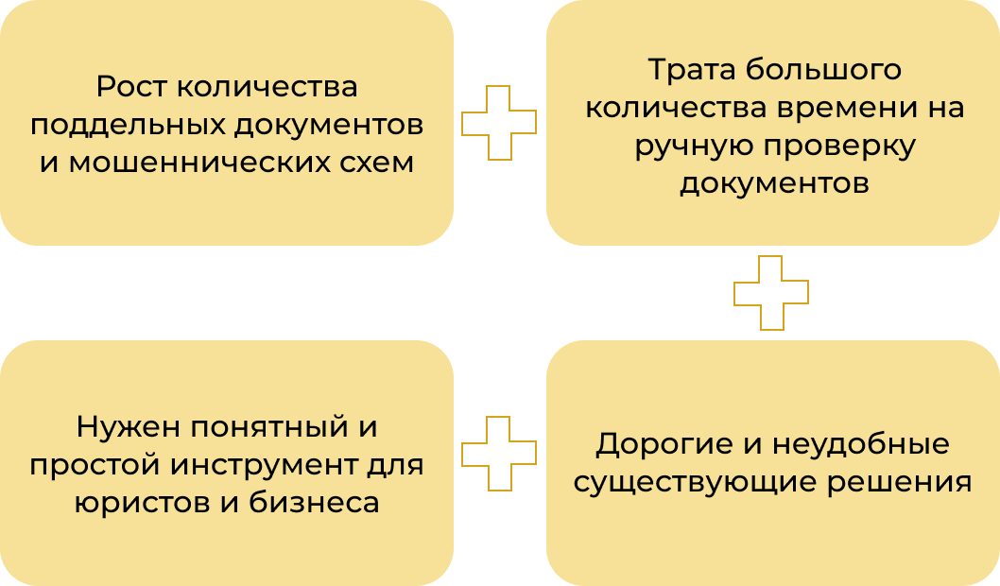 Рост количества
поддельных документов
и мошеннических схем
Трата большого
количества времени на
ручную проверку
документов
Нужен понятный и
простой инструмент для
юристов и бизнеса
Дорогие и неудобные
существующие решения